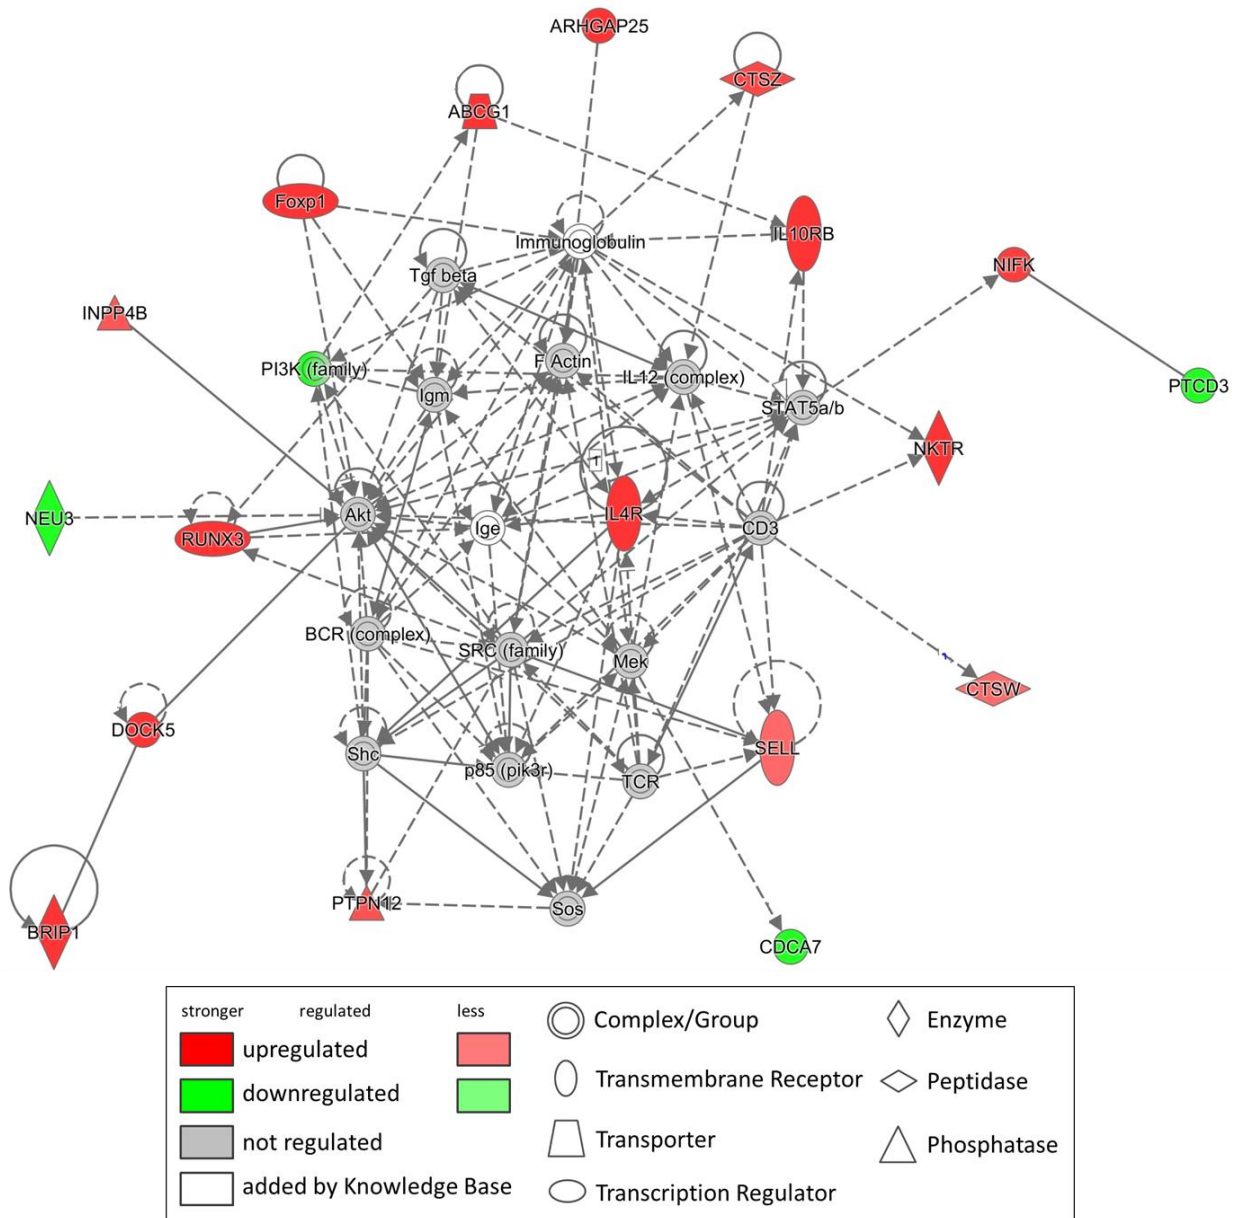 ARHGAP25
CTSZ
ABCG1
Foxp1
IL10RB
Immunoglobulin
NIFK
Tgf beta
INPP4B
F Actin
PI3K (family)
IL12 (complex)
PTCD3
Igm
STAT5a/b
NKTR
NEU3
Akt
Ige
IL4R
CD3
RUNX3
BCR (complex)
SRC (family)
Mek
CTSW
DOCK5
SELL
Shc
p85 (pik3r)
TCR
PTPN12
Sos
BRIP1
CDCA7
stronger regulated less
upregulated
downregulated
not regulated
added by Knowledge Base
Complex/Group
Transmembrane Receptor
Transporter
Transcription Regulator
Enzyme
Peptidase
Phosphatase